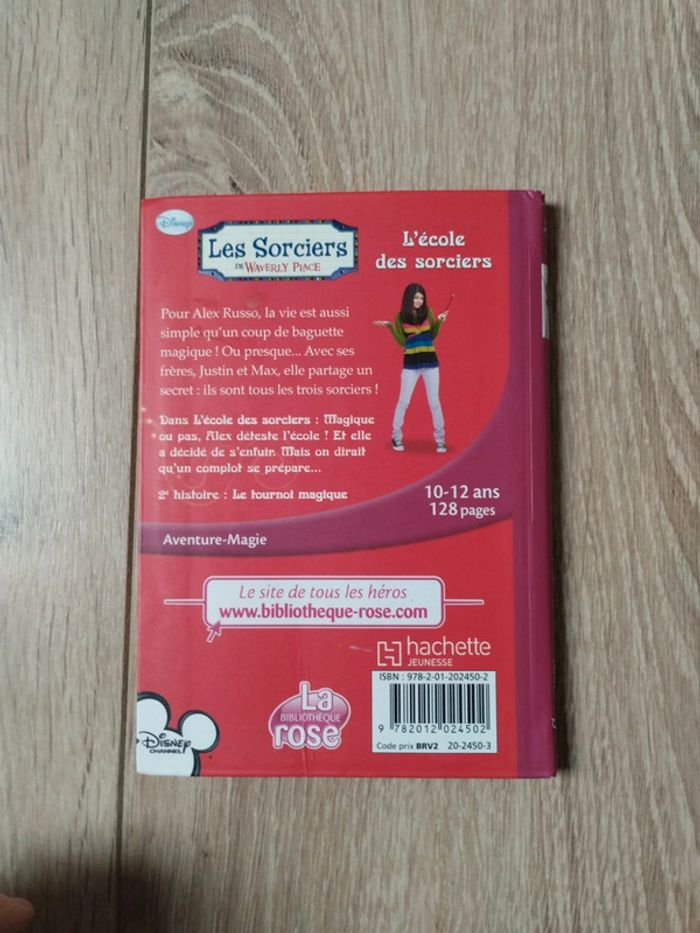 Disney
Les Sorciers
DE WAVERLY PLACE
L'école
des sorciers
Pour Alex Russo, la vie est aussi
simple qu'un coup de baguette
magique ! Ou presque... Avec ses
frères, Justin et Max, elle partage un
secret : ils sont tous les trois sorciers !
Dans L'école des sorciers : Magique
ou pas, Alex déteste l'école ! Et elle
a décidé de s'enfuir. Mais on dirait
qu'un complot se prépare...
2e histoire : Le tournoi magique
10-12 ans
128 pages
Aventure-Magie
Le site de tous les héros
www.bibliotheque-rose.com
hachette
JEUNESSE
ISBN : 978-2-01-202450-2
9 782012 024502
Code prix BRV2 20-2450-3
La
BIBLIOTHÈQUE
rose
Disney
CHANNEL